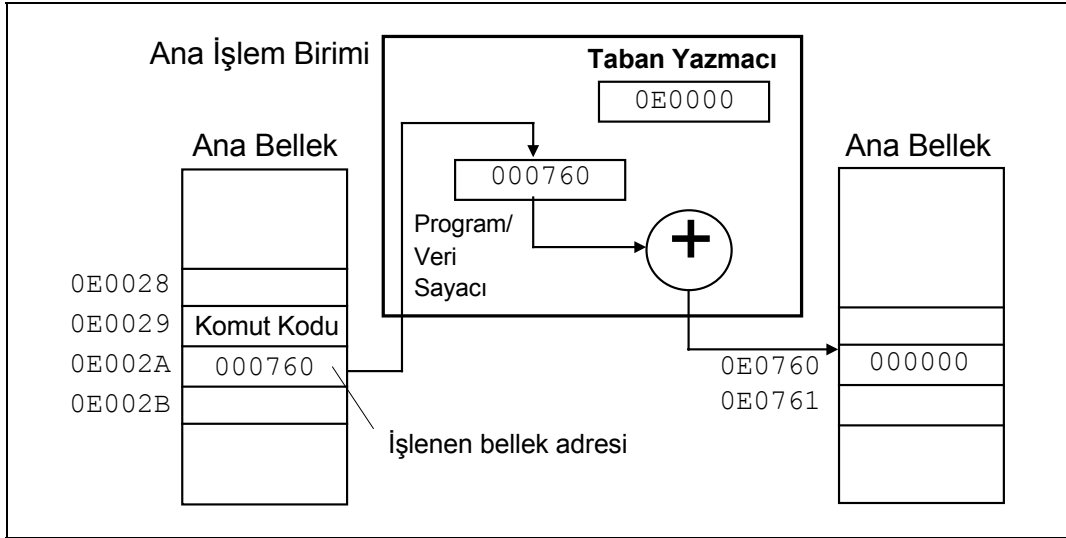 Ana İşlem Birimi
Taban Yazmacı
0E0000
Ana Bellek
000760
Program/
Veri
Sayacı
+
Ana Bellek
0E0028
0E0029
Komut Kodu
0E002A
000760
0E002B
İşlenen bellek adresi
0E0760
000000
0E0761